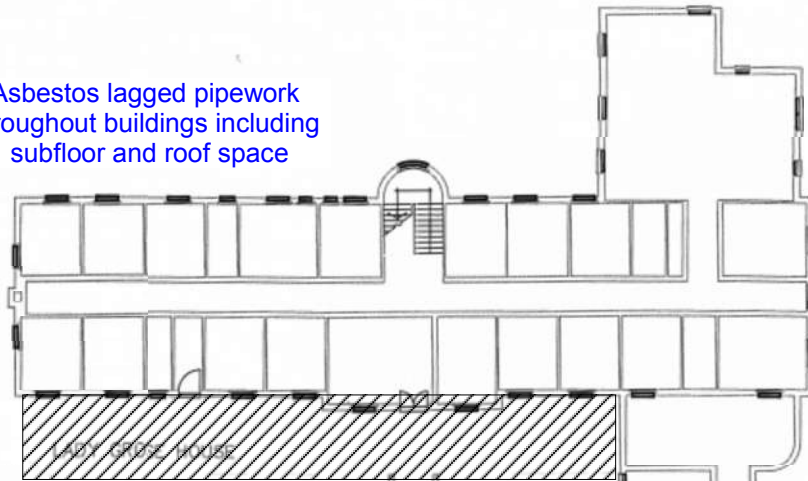 Asbestos lagged pipework
roughout buildings including
subfloor and roof space
LADY GROSE HOUSE